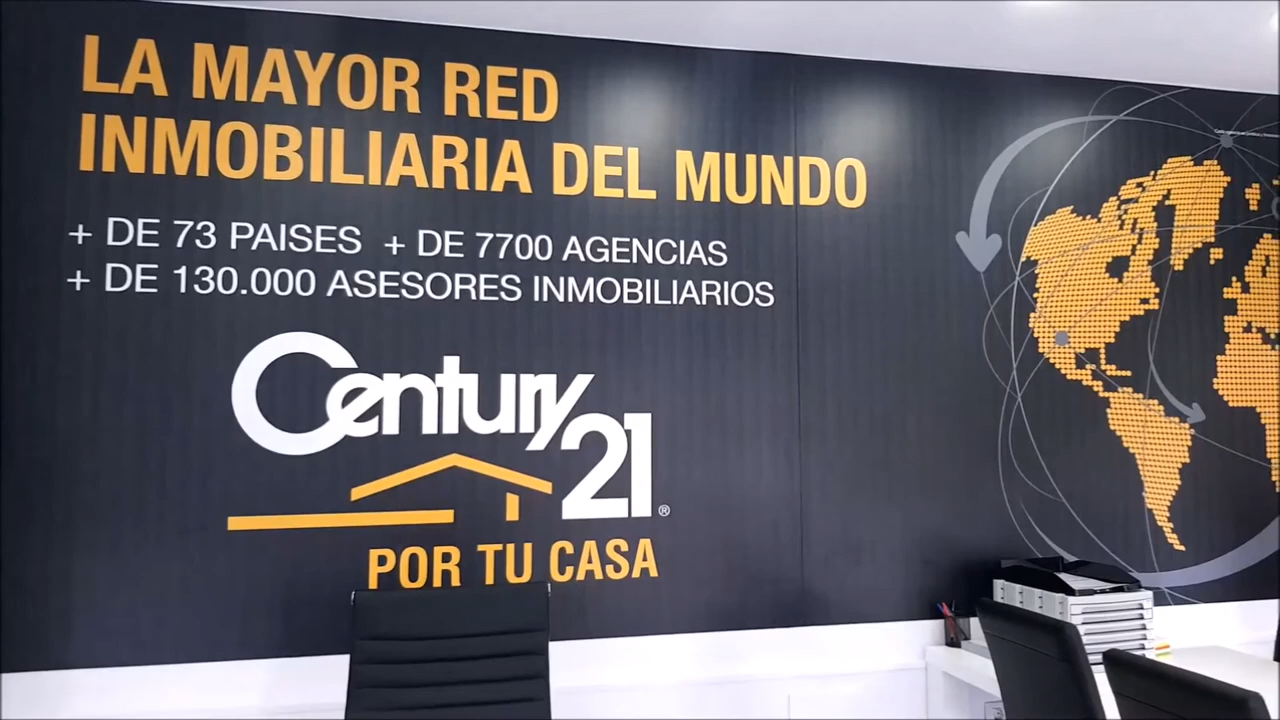 LA MAYOR RED
INMOBILIARIA DEL MUNDO
+ DE 73 PAISES + DE 7700 AGENCIAS
+ DE 130.000 ASESORES INMOBILIARIOS
Century
21®
POR TU CASA